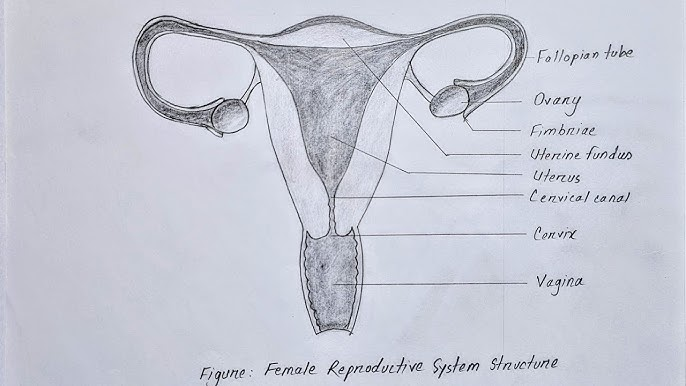 Fallopian tube
Ovary
Fimbriae
Uterine fundus
Uterus
Cervical canal
Cervix
Vagina
Figure: Female Reproductive System Structure